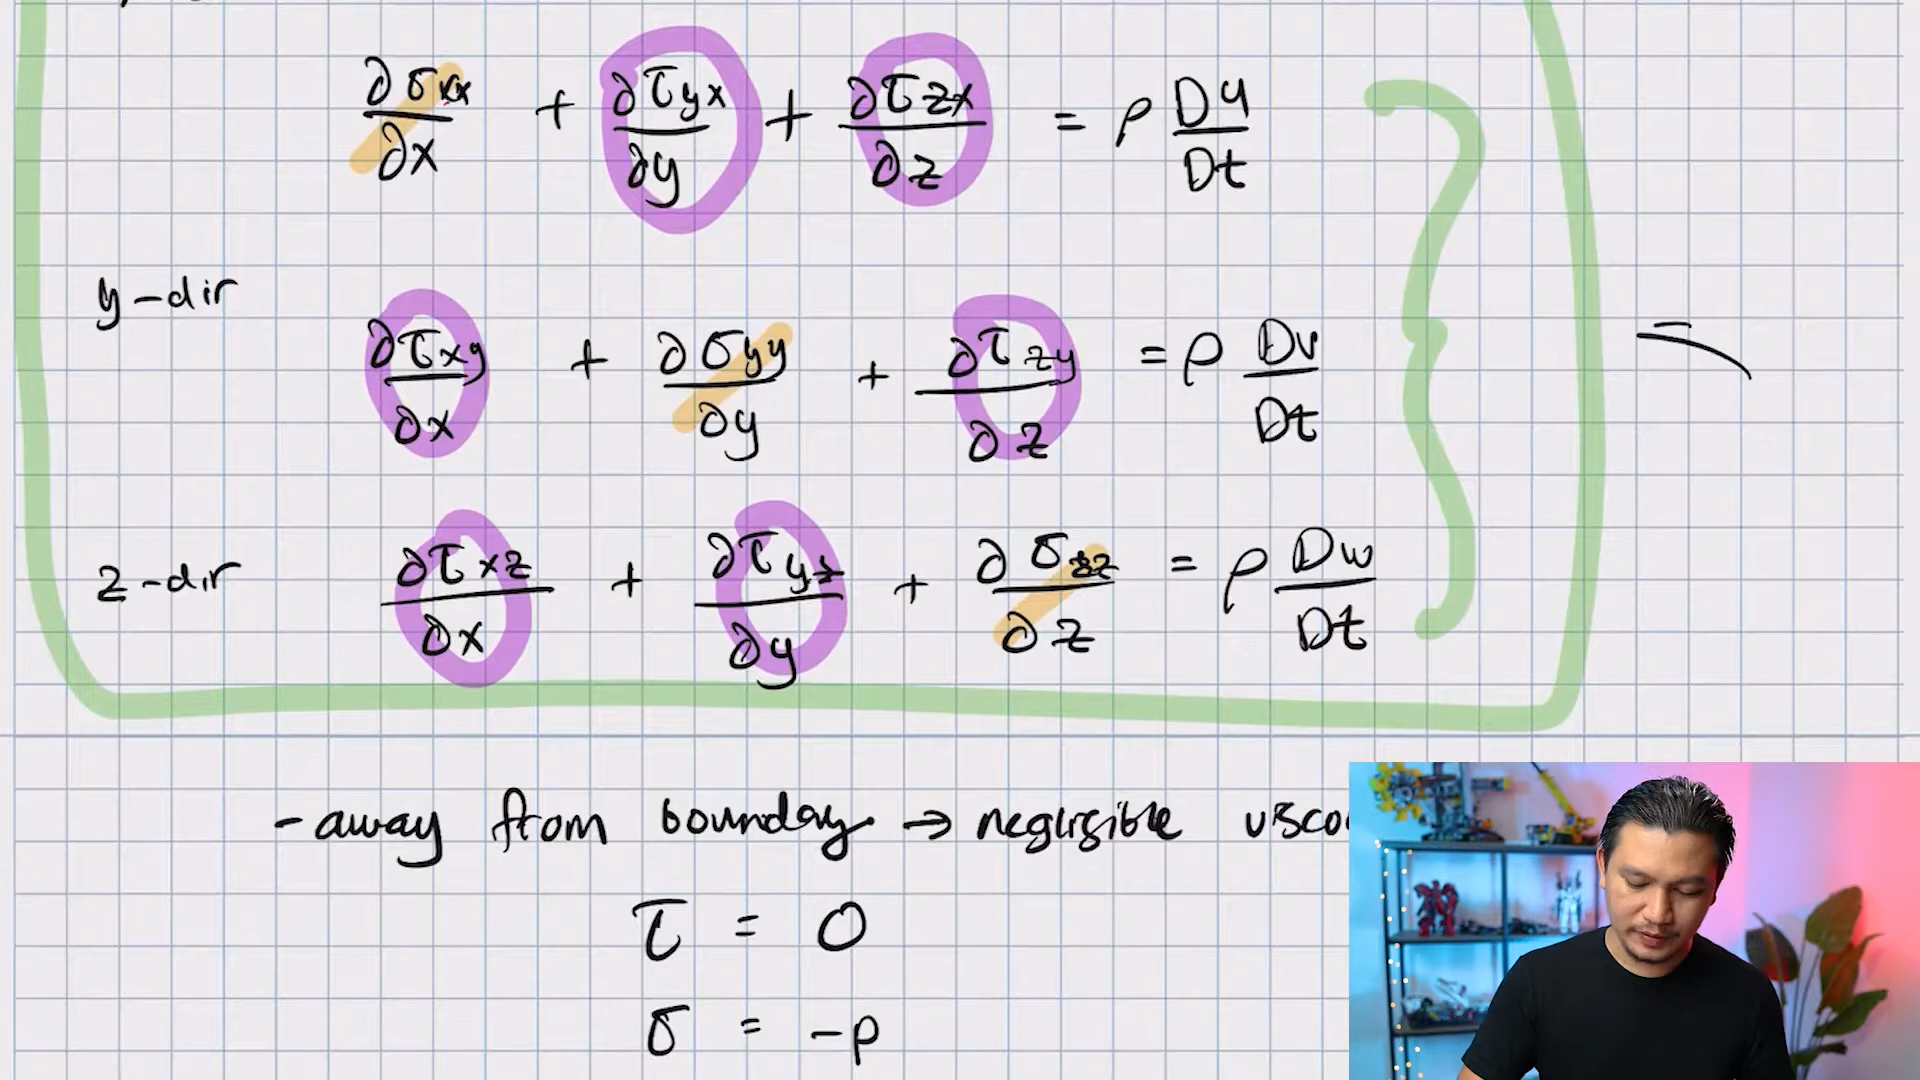 ∂σxx/∂x + ∂τyx/∂y + ∂τzx/∂z = ρ Du/Dt
y-dir ∂τxy/∂x + ∂σyy/∂y + ∂τzy/∂z = ρ Dv/Dt
z-dir ∂τxz/∂x + ∂τyz/∂y + ∂σzz/∂z = ρ Dw/Dt
- away from boundary → negligible visco
τ = 0
σ = -p